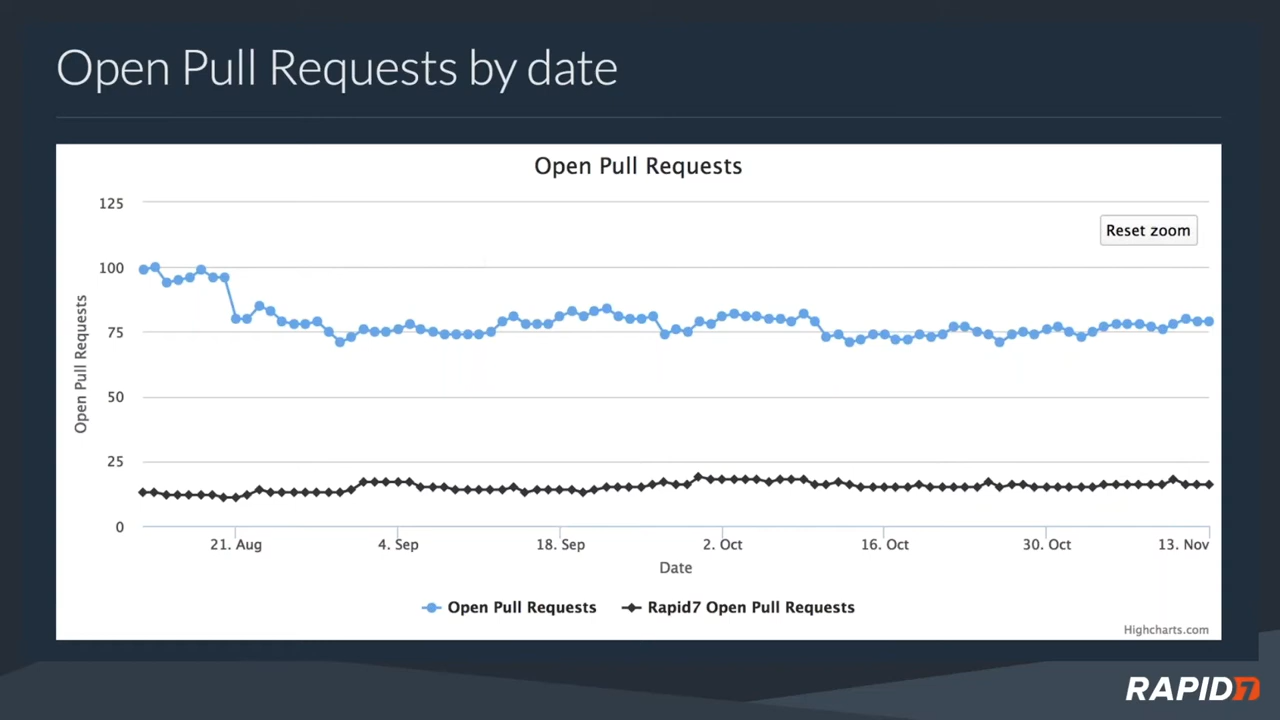 Open Pull Requests by date
Open Pull Requests
125
Reset zoom
100
75
50
25
0
Open Pull Requests
21. Aug 4. Sep 18. Sep 2. Oct 16. Oct 30. Oct 13. Nov
Date
Open Pull Requests Rapid7 Open Pull Requests
Highcharts.com
RAPID7